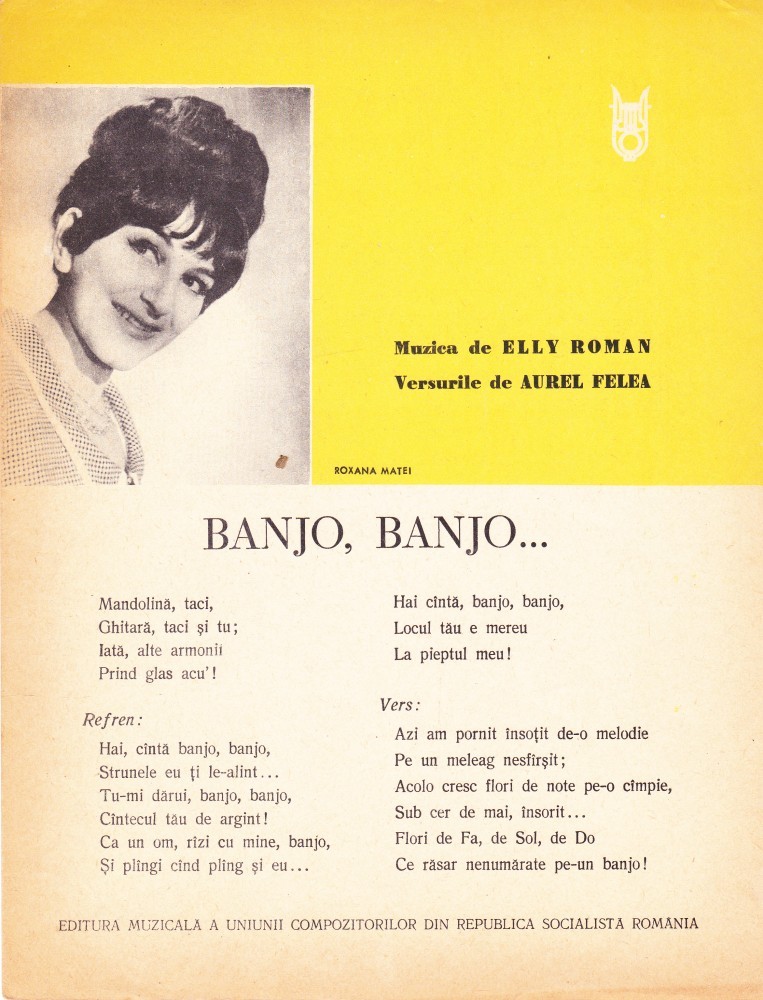 Muzica de ELLY ROMAN
Versurile de AUREL FELEA
ROXANA MATEI
BANJO, BANJO...
Mandolină, taci,
Ghitară, taci și tu;
Iată, alte armonii
Prind glas acu'!
Refren:
Hai, cîntă banjo, banjo,
Strunele eu ți le-alint...
Tu-mi dărui, banjo, banjo,
Cîntecul tău de argint!
Ca un om, rîzi cu mine, banjo,
Și plîngi cînd plîng și eu...
Hai cîntă, banjo, banjo,
Locul tău e mereu
La pieptul meu!
Vers:
Azi am pornit însoțit de-o melodie
Pe un meleag nesfîrșit;
Acolo cresc flori de note pe-o cîmpie,
Sub cer de mai, însorit...
Flori de Fa, de Sol, de Do
Ce răsar nenumărate pe-un banjo!
EDITURA MUZICALĂ A UNIUNII COMPOZITORILOR DIN REPUBLICA SOCIALISTĂ ROMÂNIA